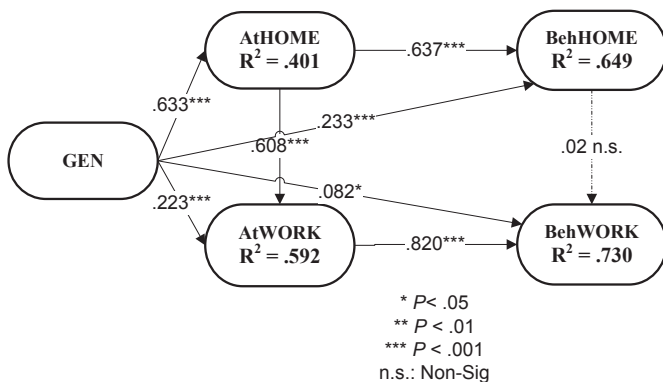 AtHOME
R² = .401
.637***
BehHOME
R² = .649
.633***
.233***
.608***
.02 n.s.
GEN
.082*
.223***
AtWORK
R² = .592
.820***
BehWORK
R² = .730
* P< .05
** P < .01
*** P < .001
n.s.: Non-Sig